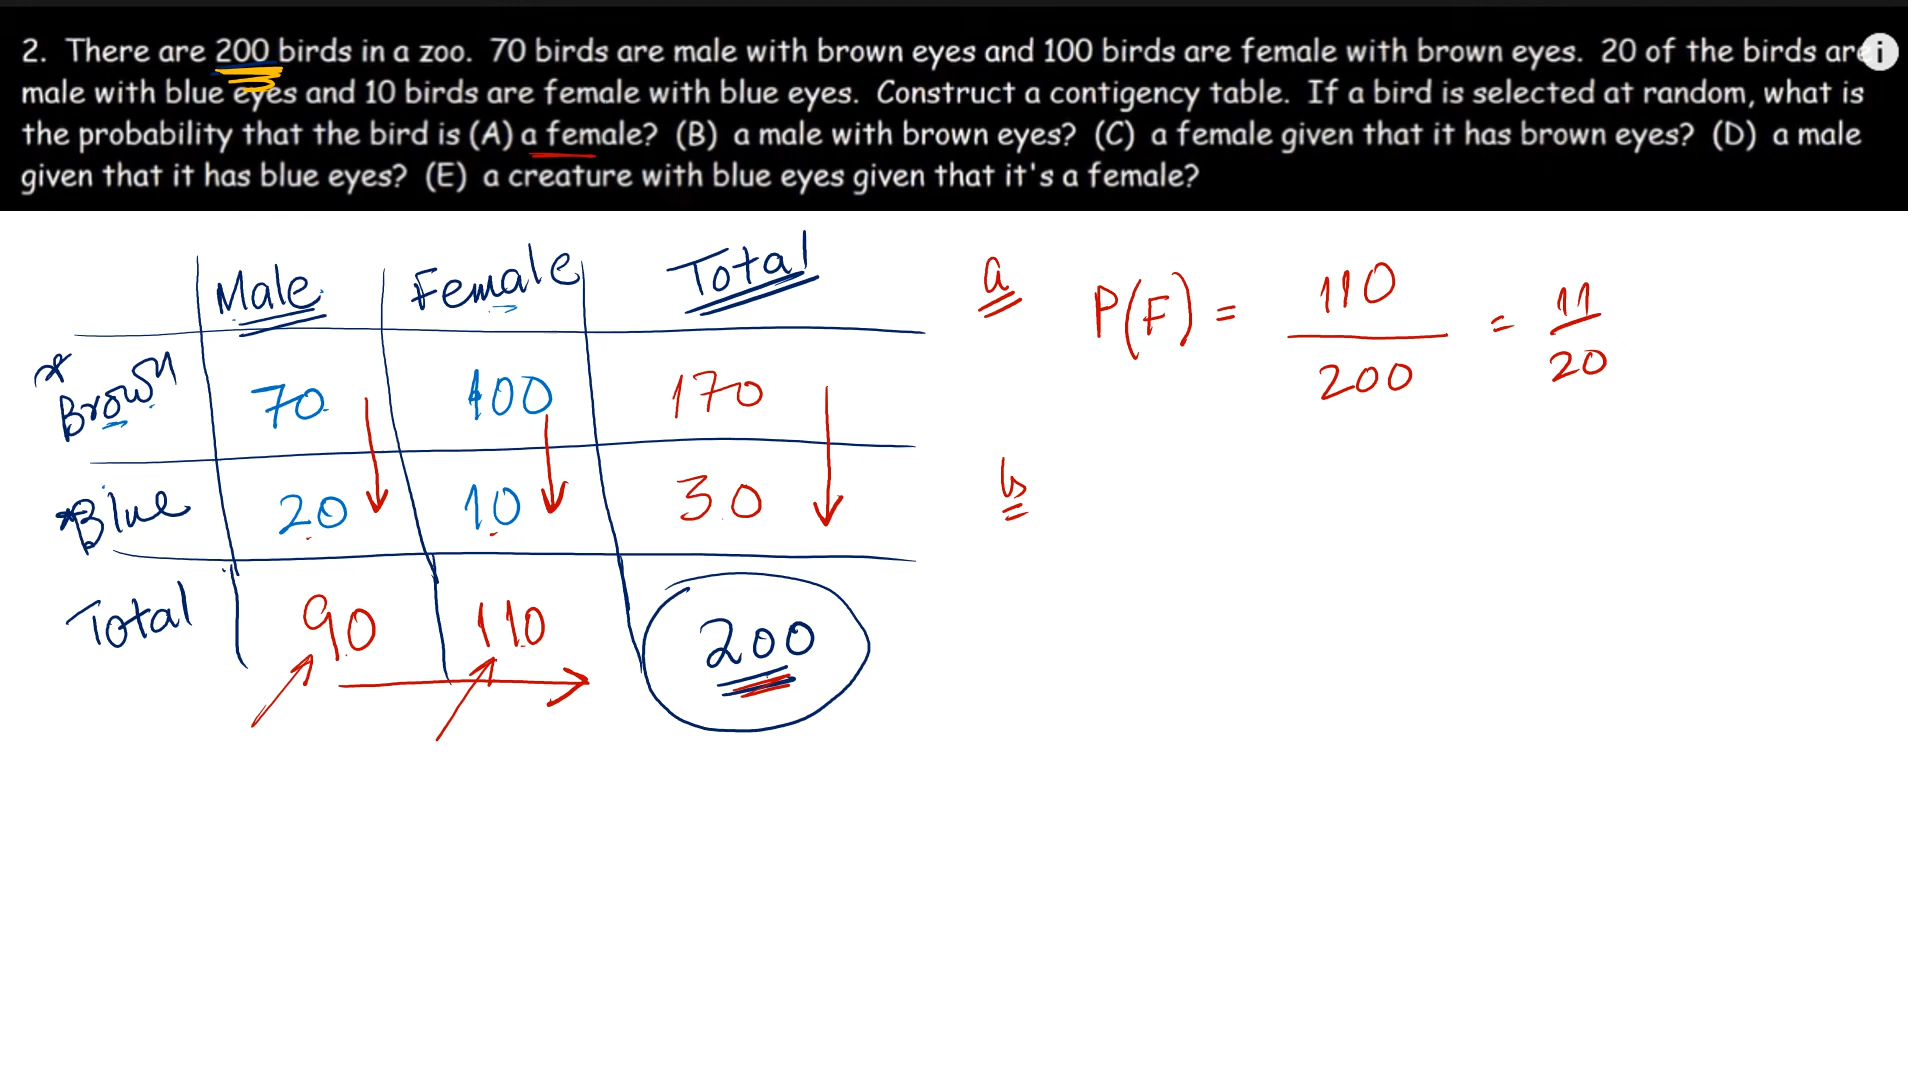 2. There are 200 birds in a zoo. 70 birds are male with brown eyes and 100 birds are female with brown eyes. 20 of the birds are
male with blue eyes and 10 birds are female with blue eyes. Construct a contigency table. If a bird is selected at random, what is
the probability that the bird is (A) a female? (B) a male with brown eyes? (C) a female given that it has brown eyes? (D) a male
given that it has blue eyes? (E) a creature with blue eyes given that it's a female?
Male Female Total
Brown 70 100 170
Blue 20 10 30
Total 90 110 200
a P(F) = 110/200 = 11/20
b